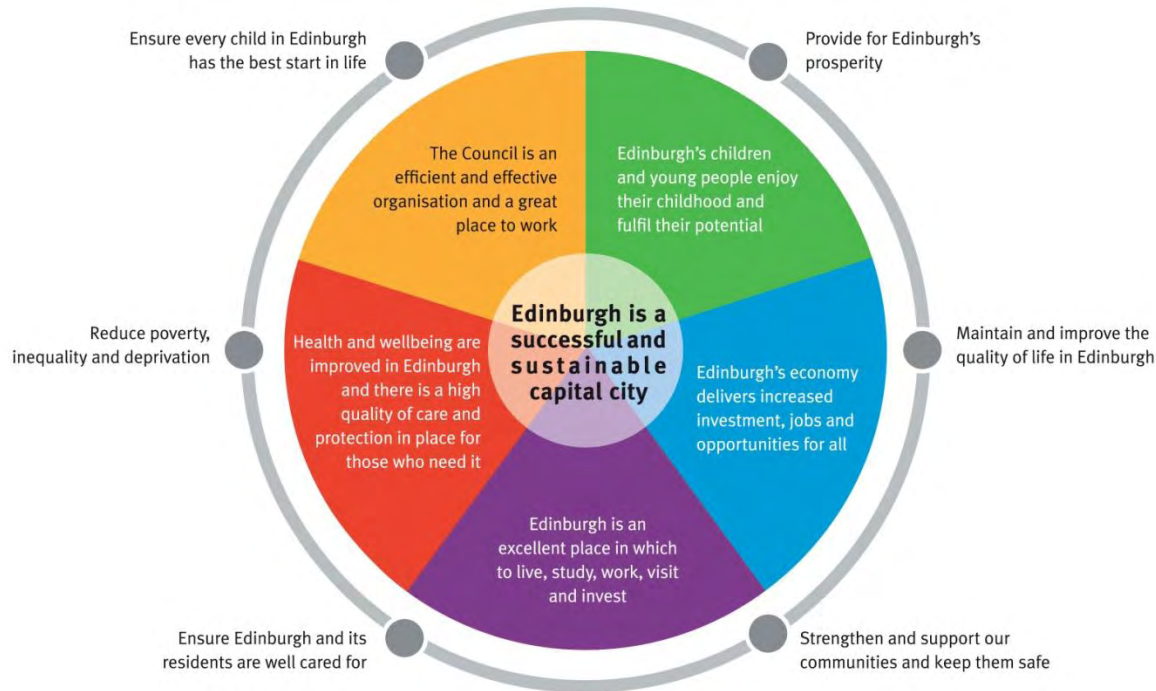 Ensure every child in Edinburgh
has the best start in life
Provide for Edinburgh's
prosperity
The Council is an
efficient and effective
organisation and a great
place to work
Edinburgh's children
and young people enjoy
their childhood and
fulfil their potential
Reduce poverty,
inequality and deprivation
Health and wellbeing are
improved in Edinburgh
and there is a high
quality of care and
protection in place for
those who need it
Edinburgh is a
successful and
sustainable
capital city
Edinburgh's economy
delivers increased
investment, jobs and
opportunities for all
Maintain and improve the
quality of life in Edinburgh
Edinburgh is an
excellent place in which
to live, study, work, visit
and invest
Ensure Edinburgh and its
residents are well cared for
Strengthen and support our
communities and keep them safe